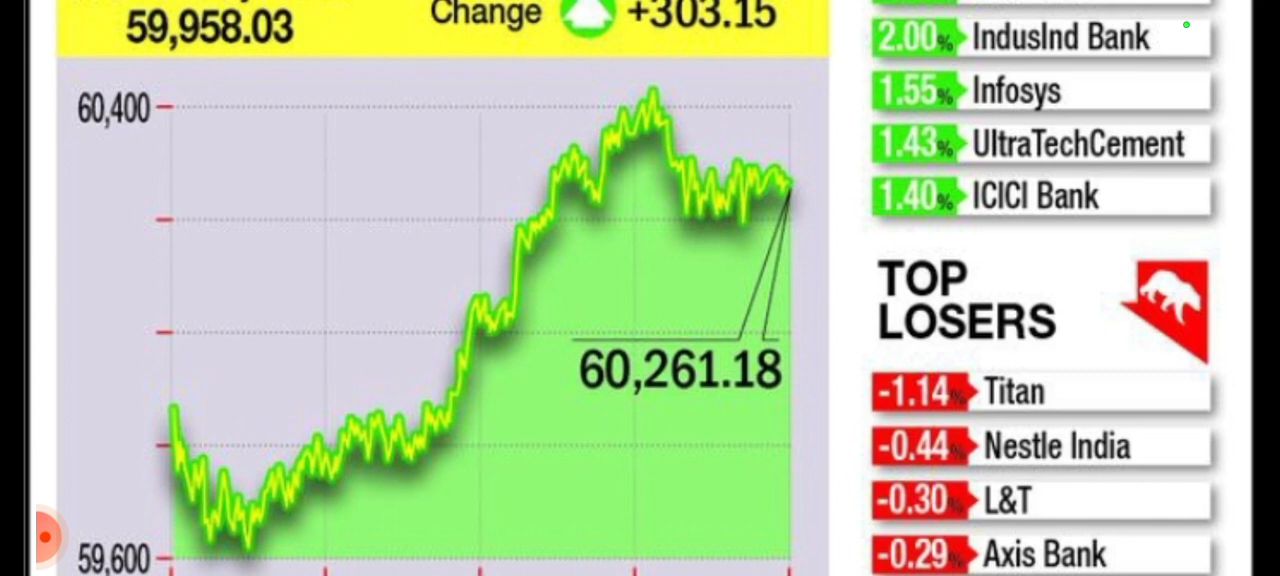 59,958.03
Change +303.15
60,400
60,261.18
59,600
2.00% IndusInd Bank
1.55% Infosys
1.43% UltraTechCement
1.40% ICICI Bank
TOP
LOSERS
-1.14% Titan
-0.44% Nestle India
-0.30% L&T
-0.29% Axis Bank